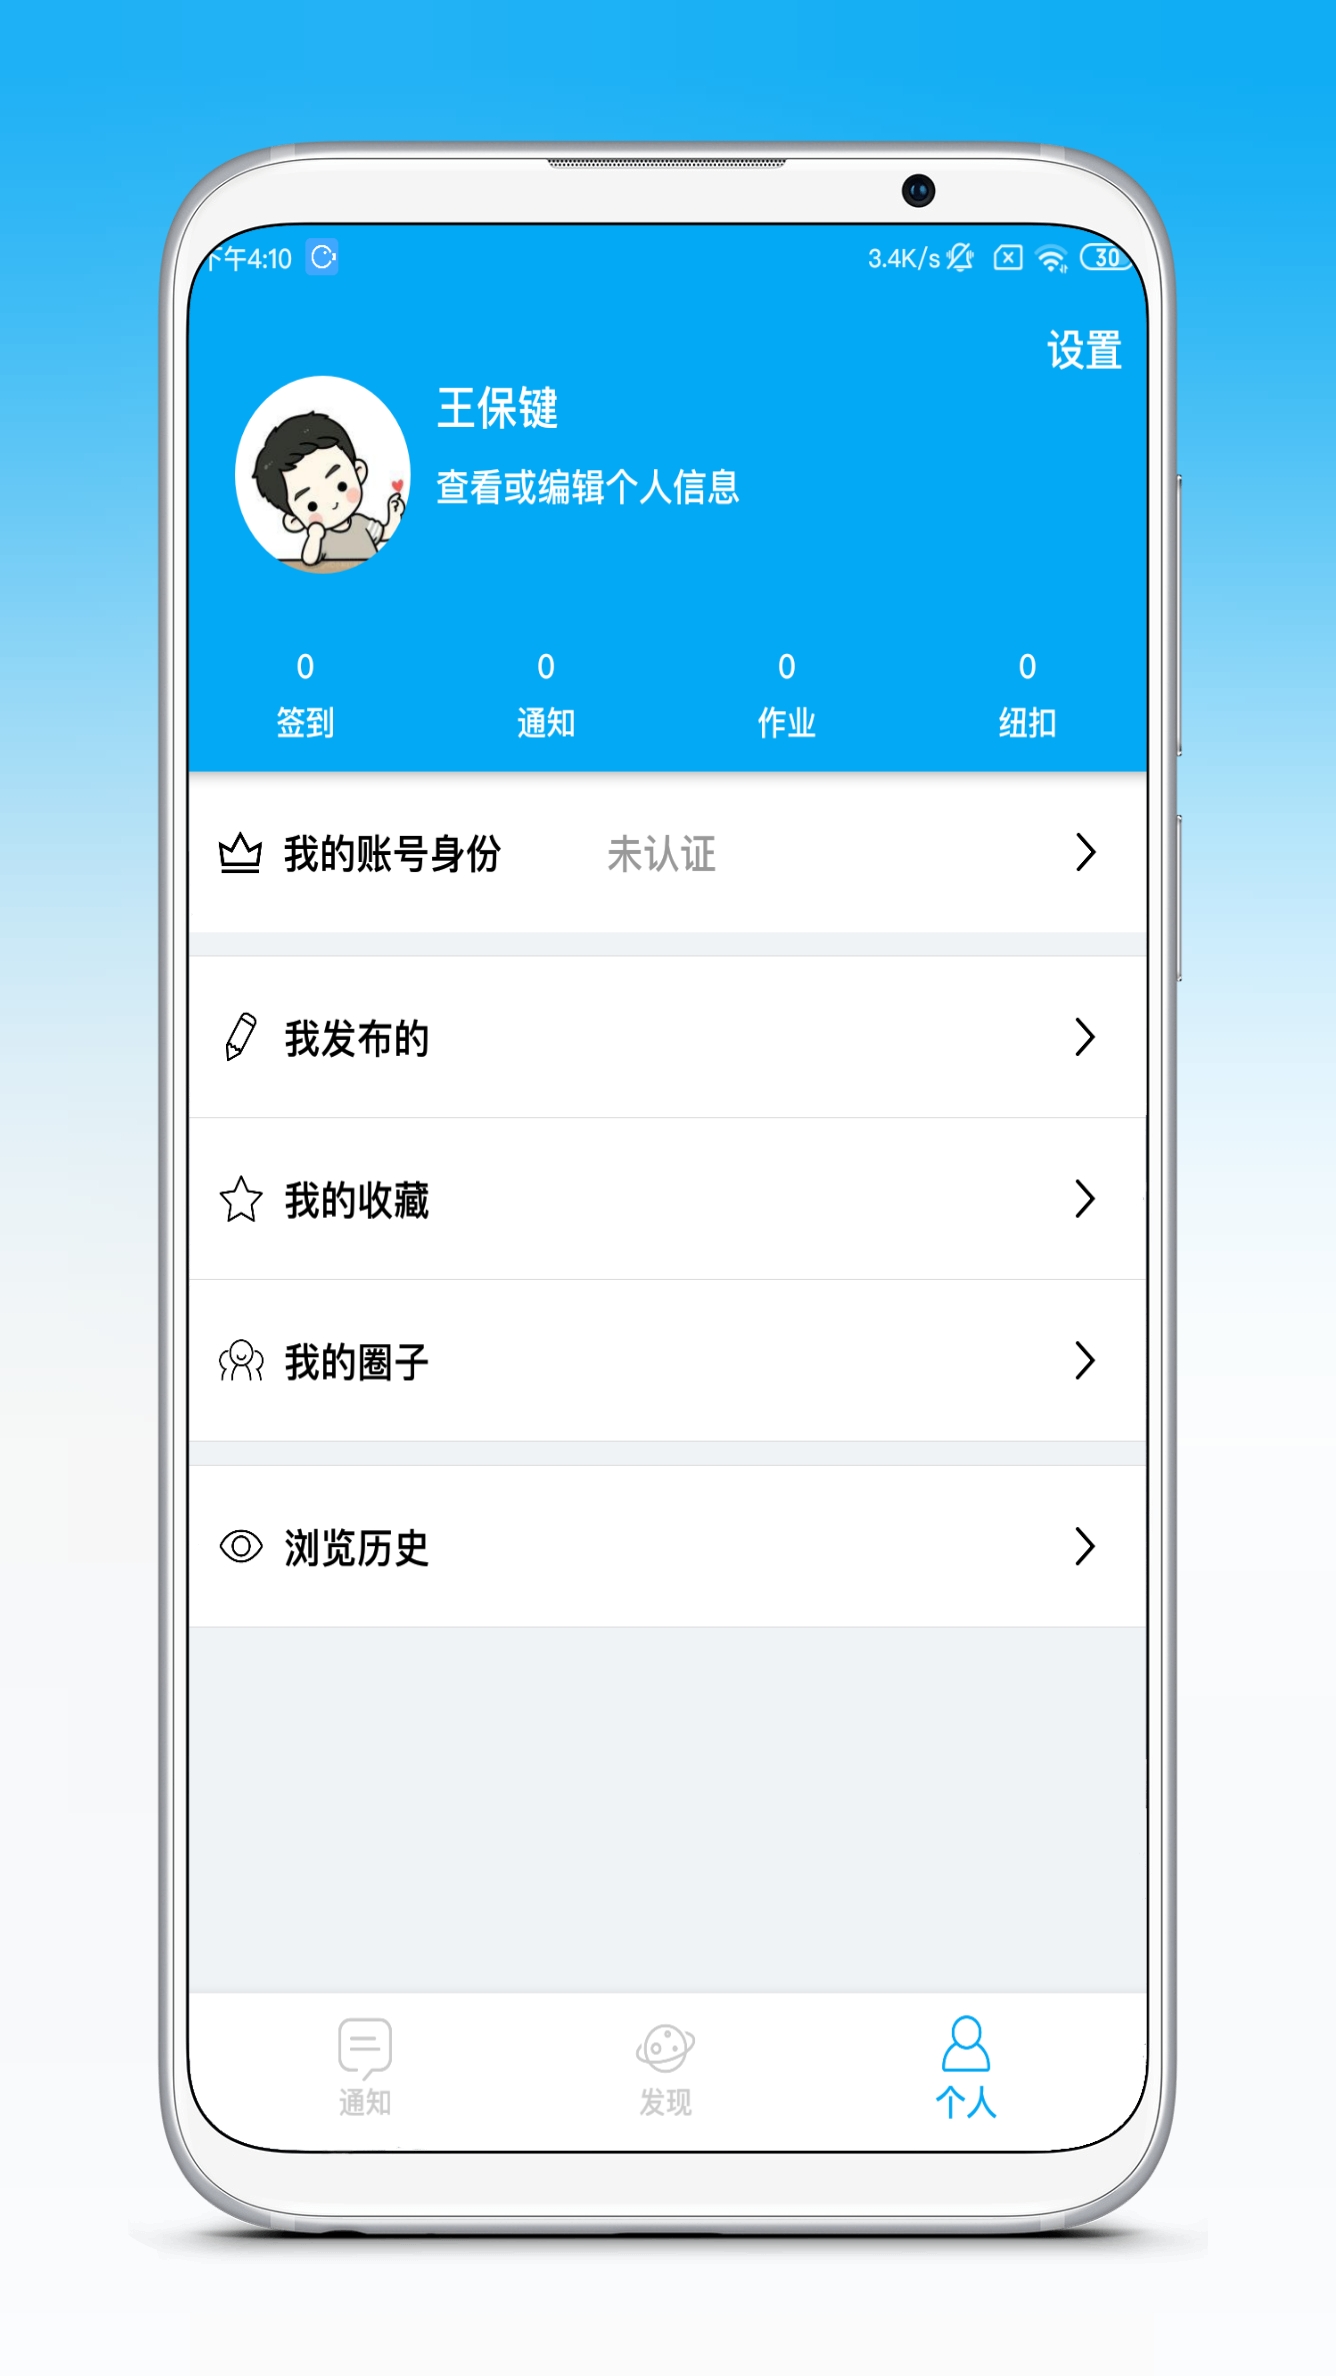 下午4:10 3.4K/s 30
设置
王保键
查看或编辑个人信息
0 0 0 0
签到 通知 作业 纽扣
我的账号身份 未认证
我发布的
我的收藏
我的圈子
浏览历史
通知 发现 个人